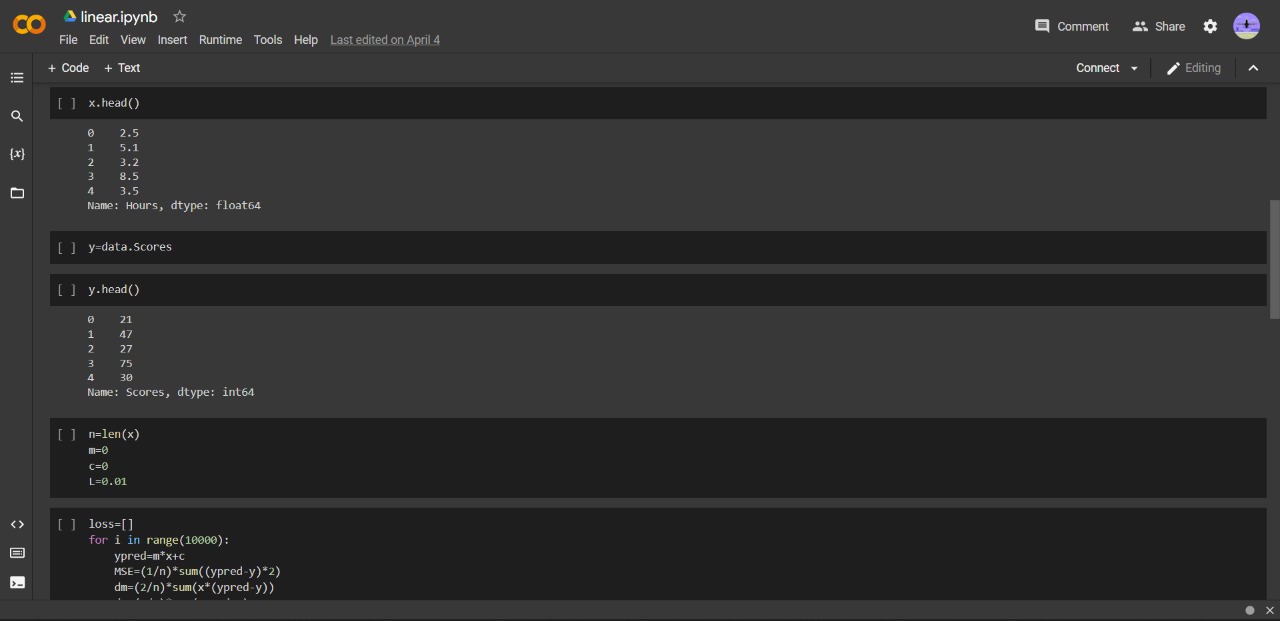 linear.ipynb
File Edit View Insert Runtime Tools Help Last edited on April 4
Comment Share
+ Code + Text
Connect Editing
[ ] x.head()
0 2.5
1 5.1
2 3.2
3 8.5
4 3.5
Name: Hours, dtype: float64
[ ] y=data.Scores
[ ] y.head()
0 21
1 47
2 27
3 75
4 30
Name: Scores, dtype: int64
[ ] n=len(x)
m=0
c=0
L=0.01
[ ] loss=[]
for i in range(10000):
ypred=m*x+c
MSE=(1/n)*sum((ypred-y)*2)
dm=(2/n)*sum(x*(ypred-y))
{x}